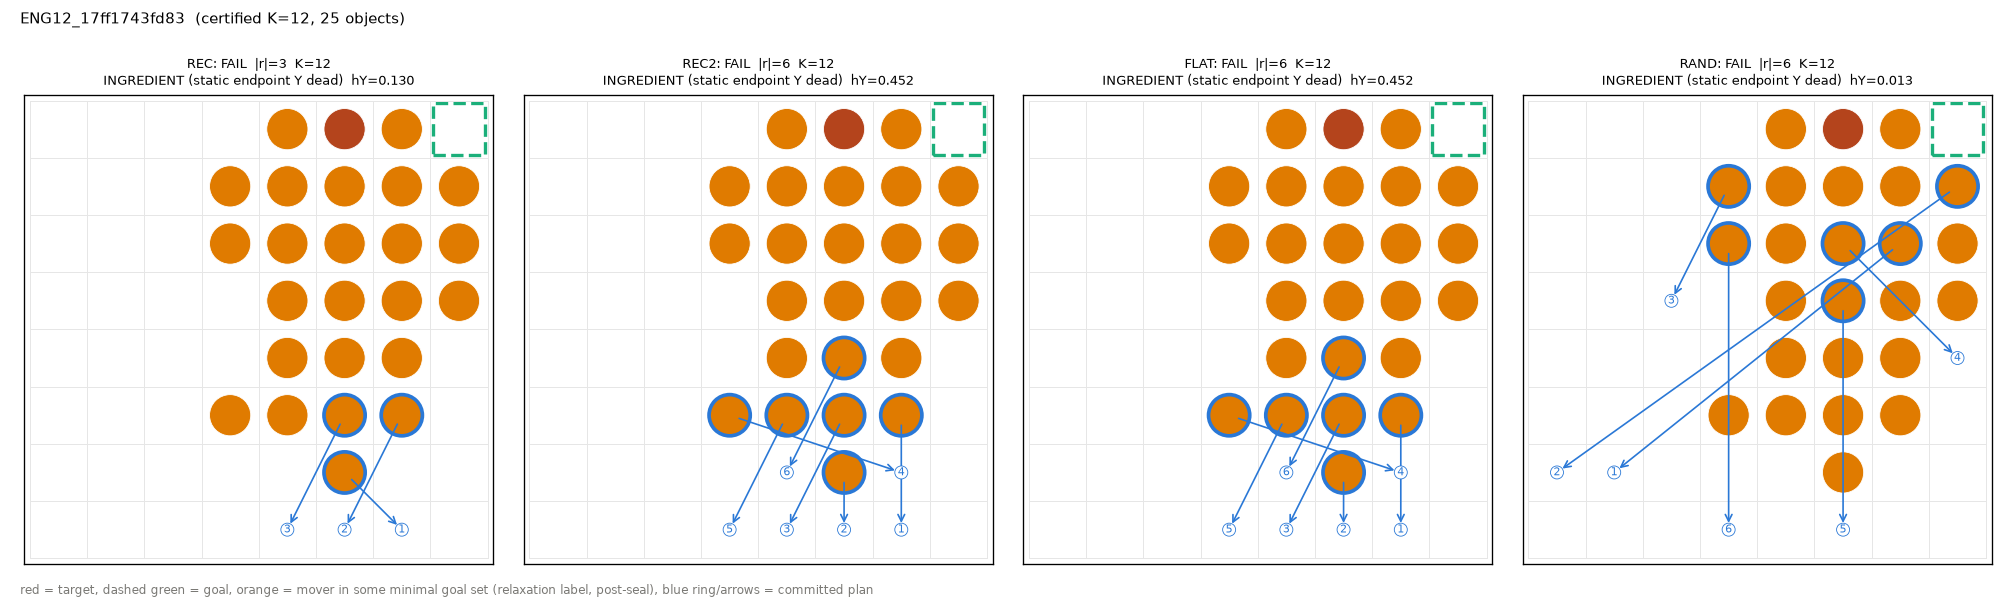 ENG12_17ff1743fd83 (certified K=12, 25 objects)
REC: FAIL |r|=3 K=12
INGREDIENT (static endpoint Y dead) hY=0.130
REC2: FAIL |r|=6 K=12
INGREDIENT (static endpoint Y dead) hY=0.452
FLAT: FAIL |r|=6 K=12
INGREDIENT (static endpoint Y dead) hY=0.452
RAND: FAIL |r|=6 K=12
INGREDIENT (static endpoint Y dead) hY=0.013
3 2 1
6 4
5 3 2 1
6 4
5 3 2 1
3
4
2 1
6 5
red = target, dashed green = goal, orange = mover in some minimal goal set (relaxation label, post-seal), blue ring/arrows = committed plan